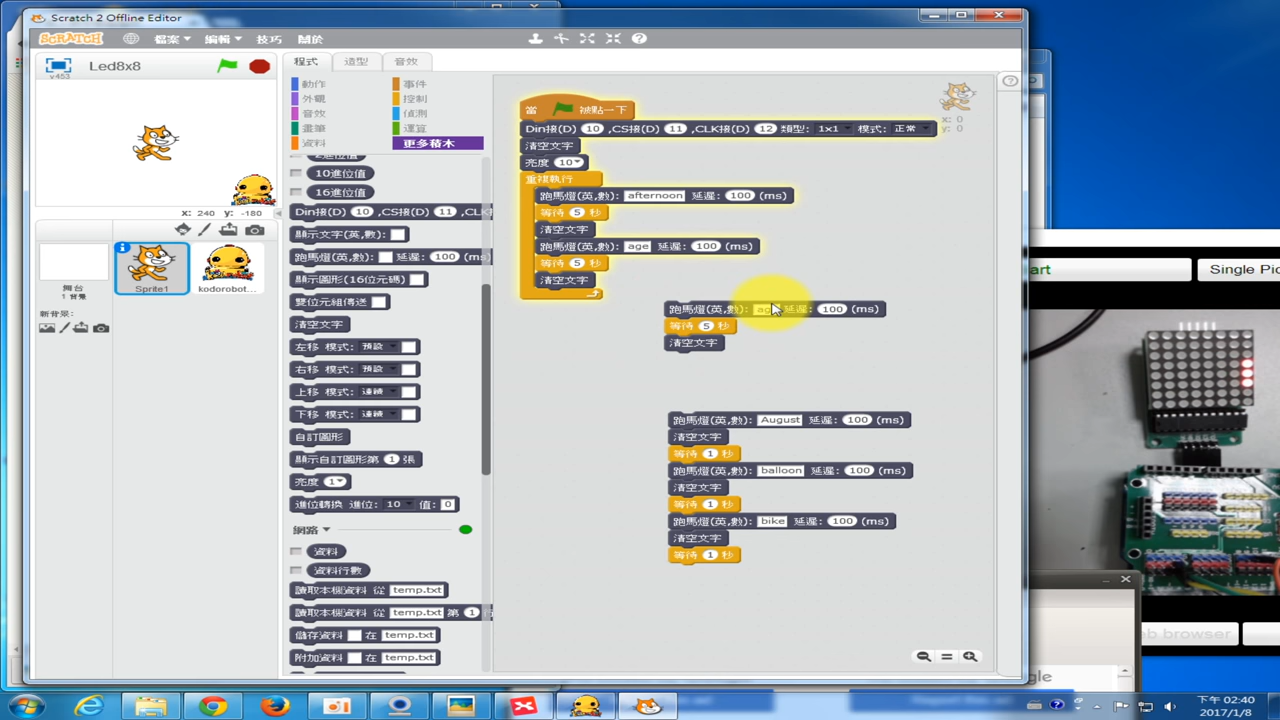 Scratch 2 Offline Editor
SCRATCH 檔案 編輯 技巧 關於
v453 Led8x8
程式 造型 音效
動作 事件
外觀 控制
音效 偵測
畫筆 運算
資料 更多積木
10進位值
16進位值
Din接(D) 10 ,CS接(D) 11 ,CLK
顯示文字(英,數):
跑馬燈(英,數): 延遲: 100 (ms)
顯示圖形(16位元碼)
雙位元組傳送
清空文字
左移 模式: 預設
右移 模式: 預設
上移 模式: 連續
下移 模式: 連續
自訂圖形
顯示自訂圖形第 1 張
亮度 1
進位轉換 進位: 10 值: 0
網路
資料
資料行數
讀取本機資料 從 temp.txt
讀取本機資料 從 temp.txt 第 1 行
儲存資料 在 temp.txt
附加資料 在 temp.txt
x: 240 y: -180
舞台
1 背景
新背景:
Sprite1
kodorobot...
當 被點一下
Din接(D) 10 ,CS接(D) 11 ,CLK接(D) 12 類型: 1x1 模式: 正常
清空文字
亮度 10
重複執行
跑馬燈(英,數): afternoon 延遲: 100 (ms)
等待 5 秒
清空文字
跑馬燈(英,數): age 延遲: 100 (ms)
等待 5 秒
清空文字
跑馬燈(英,數): ag 延遲: 100 (ms)
等待 5 秒
清空文字
跑馬燈(英,數): August 延遲: 100 (ms)
清空文字
等待 1 秒
跑馬燈(英,數): balloon 延遲: 100 (ms)
清空文字
等待 1 秒
跑馬燈(英,數): bike 延遲: 100 (ms)
清空文字
等待 1 秒
x: 0
y: 0
art Single Pic
b browser
gle
下午 02:40
2017/1/8